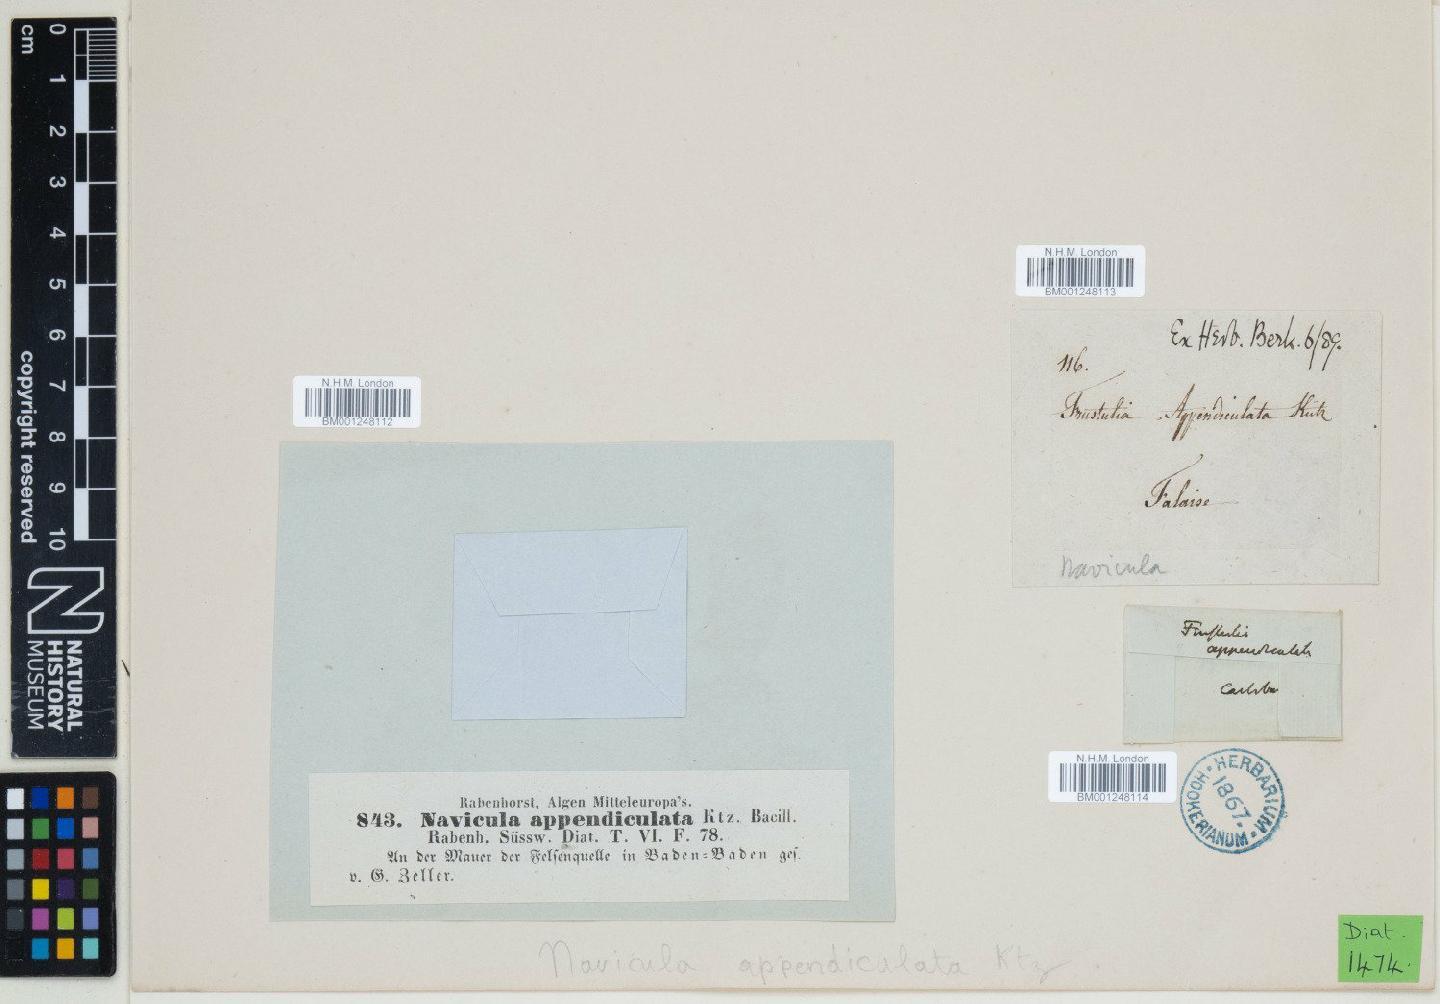 cm
0
1
2
3
4
5
6
7
8
9
10
copyright reserved
NATURAL
HISTORY
MUSEUM
N.H.M. London
BM001248113
Ex Herb. Berk. 6/89.
116.
Frustulia Appendiculata Kutz
Falaise
Navicula
N.H.M. London
BM001248112
Rabenhorst, Algen Mitteleuropa's.
843. Navicula appendiculata Ktz. Bacill.
Rabenh. Süssw. Diat. T. VI. F. 78.
An der Mauer der Felsenquelle in Baden-Baden ges.
v. G. Zeller.
Frustulia
appendiculata
N.H.M. London
BM001248114
HERBARIUM HOOKERIANUM
1867.
Navicula appendiculata Ktz.
Diat.
1474.